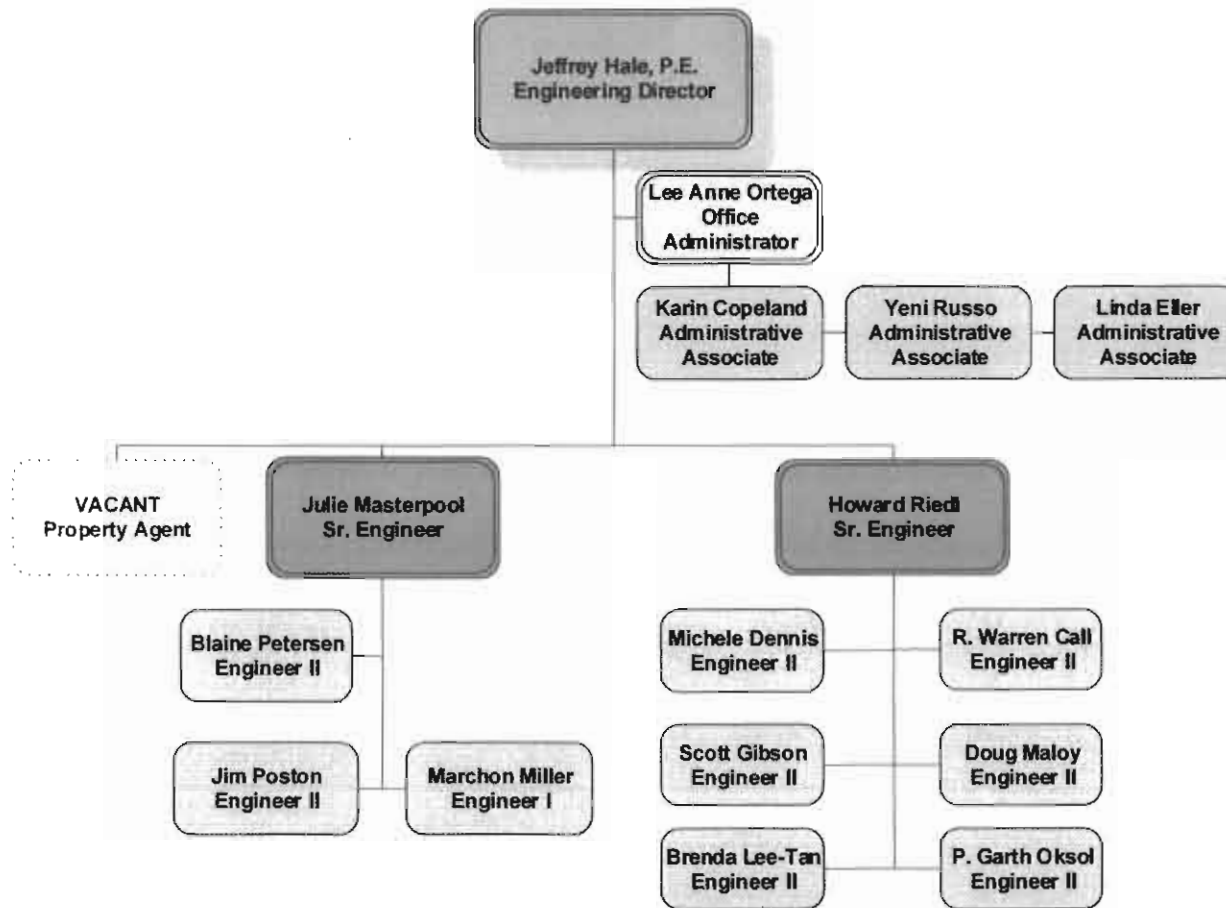 Jeffrey Hale, P.E.
Engineering Director
Lee Anne Ortega
Office
Administrator
Karin Copeland
Administrative
Associate
Yeni Russo
Administrative
Associate
Linda Eller
Administrative
Associate
VACANT
Property Agent
Julie Masterpool
Sr. Engineer
Howard Riedl
Sr. Engineer
Blaine Petersen
Engineer II
Jim Poston
Engineer II
Marchon Miller
Engineer I
Michele Dennis
Engineer II
R. Warren Call
Engineer II
Scott Gibson
Engineer II
Doug Maloy
Engineer II
Brenda Lee-Tan
Engineer II
P. Garth Oksol
Engineer II